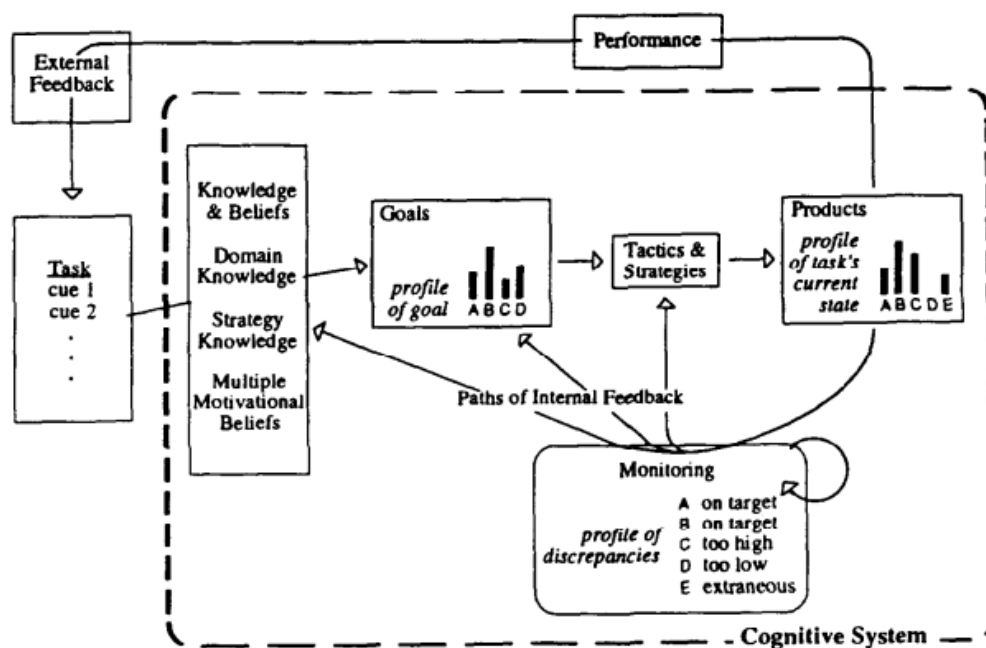 Performance
External
Feedback
Knowledge
& Beliefs
Domain
Knowledge
Strategy
Knowledge
Multiple
Motivational
Beliefs
Task
cue 1
cue 2
.
.
.
Goals
profile
of goal
A B C D
Tactics &
Strategies
Products
profile
of task's
current
state
A B C D E
Paths of Internal Feedback
Monitoring
profile of
discrepancies
A on target
B on target
C too high
D too low
E extraneous
Cognitive System